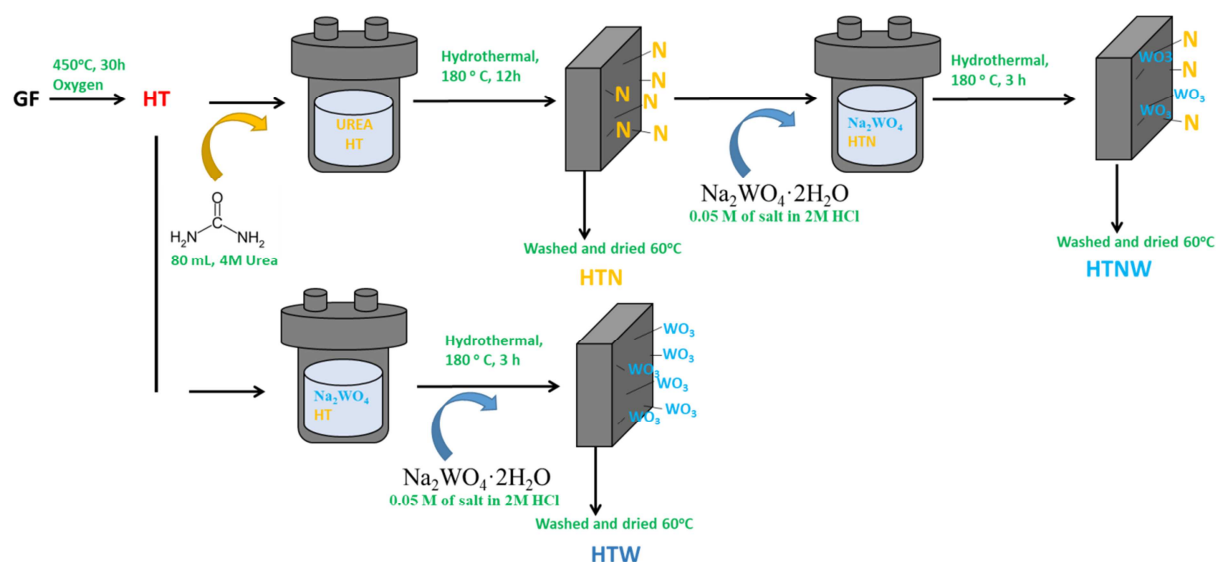 GF
450°C, 30h
Oxygen
HT
H₂N
O
NH₂
80 mL, 4M Urea
UREA
HT
Hydrothermal,
180 ° C, 12h
N
N
N
N
N
N
Washed and dried 60°C
HTN
Na₂WO₄·2H₂O
0.05 M of salt in 2M HCl
Na₂WO₄
HTN
Hydrothermal,
180 ° C, 3 h
N
WO3
N
WO₃
WO₃
N
Washed and dried 60°C
HTNW
Na₂WO₄
HT
Hydrothermal,
180 ° C, 3 h
Na₂WO₄·2H₂O
0.05 M of salt in 2M HCl
WO₃
WO₃
WO₃
WO₃
WO₃
WO₃
Washed and dried 60°C
HTW